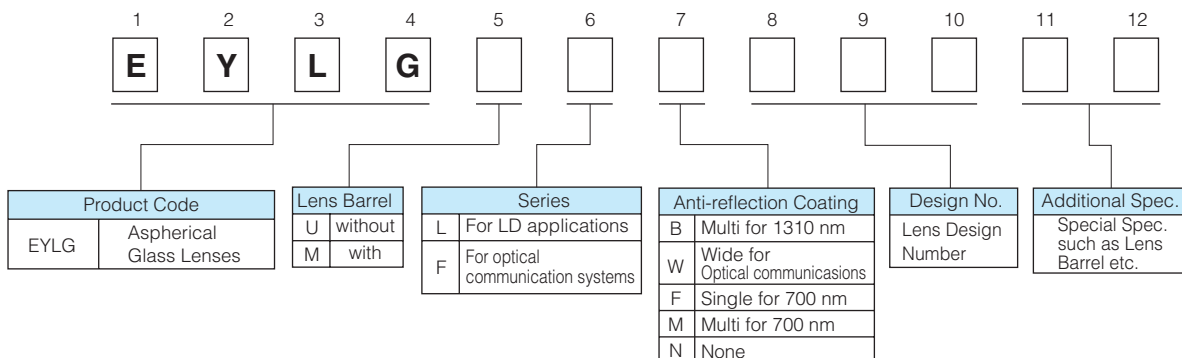 1 2 3 4 5 6 7 8 9 10 11 12
E Y L G
Product Code
EYLG Aspherical
Glass Lenses
Lens Barrel
U without
M with
Series
L For LD applications
F For optical
communication systems
Anti-reflection Coating
B Multi for 1310 nm
W Wide for
Optical communicasions
F Single for 700 nm
M Multi for 700 nm
N None
Design No.
Lens Design
Number
Additional Spec.
Special Spec.
such as Lens
Barrel etc.